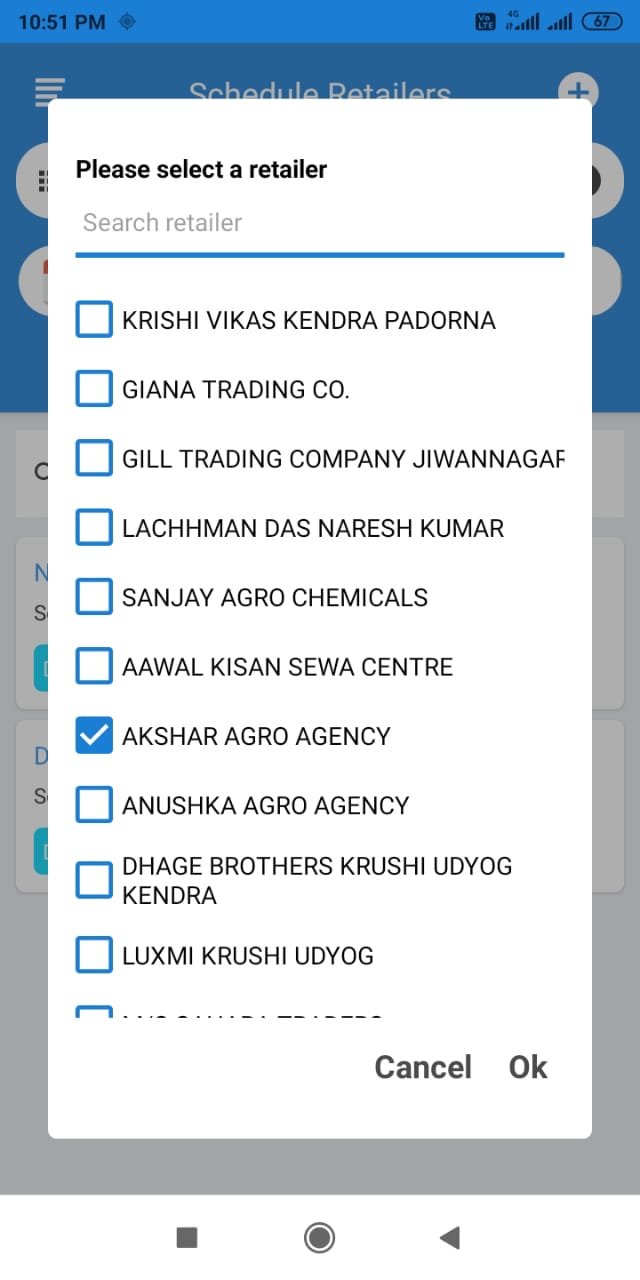 10:51 PM
Vo LTE
4G
67
Schedule Retailers
Please select a retailer
Search retailer
KRISHI VIKAS KENDRA PADORNA
GIANA TRADING CO.
GILL TRADING COMPANY JIWANNAGAR
LACHHMAN DAS NARESH KUMAR
SANJAY AGRO CHEMICALS
AAWAL KISAN SEWA CENTRE
AKSHAR AGRO AGENCY
ANUSHKA AGRO AGENCY
DHAGE BROTHERS KRUSHI UDYOG
KENDRA
LUXMI KRUSHI UDYOG
Cancel Ok